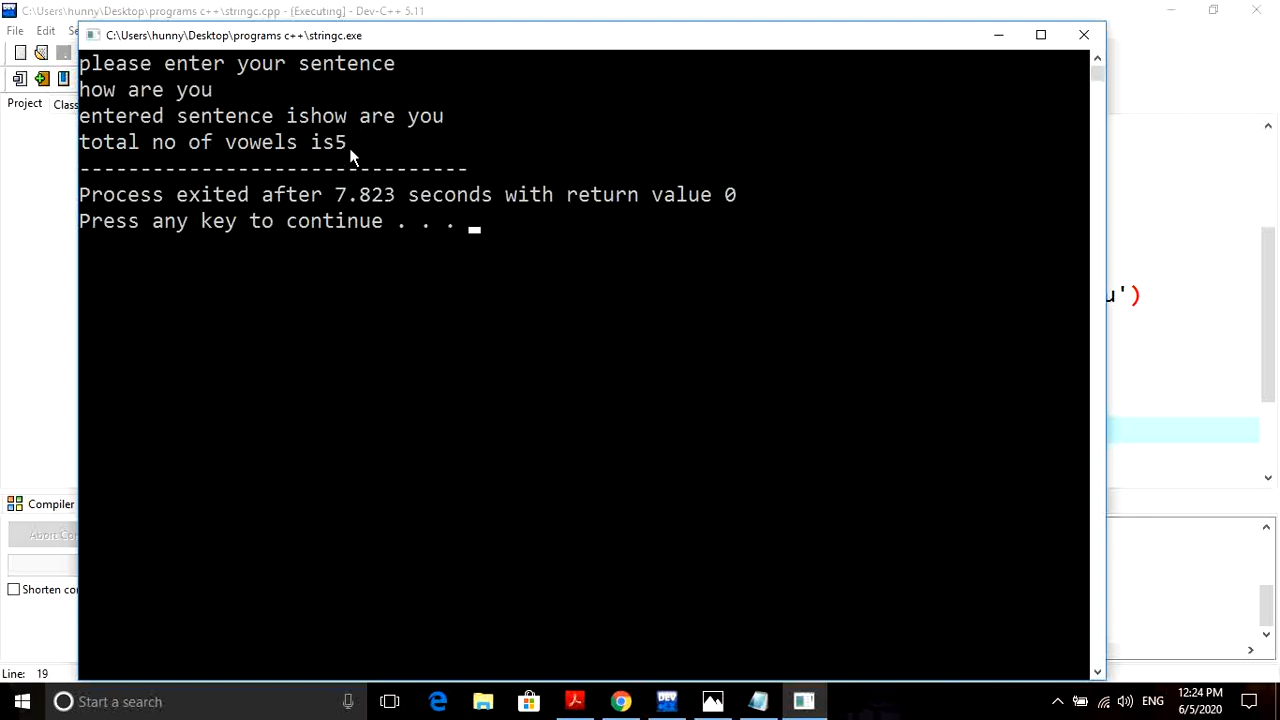 C:\Users\hunny\Desktop\programs c++\stringc.cpp - [Executing] - Dev-C++ 5.11
File Edit
C:\Users\hunny\Desktop\programs c++\stringc.exe
please enter your sentence
how are you
entered sentence ishow are you
total no of vowels is5
--------------------------------
Process exited after 7.823 seconds with return value 0
Press any key to continue . . .
Project
u')
Compiler
Shorten
Line: 19
Start a search
DEV
ENG
12:24 PM
6/5/2020